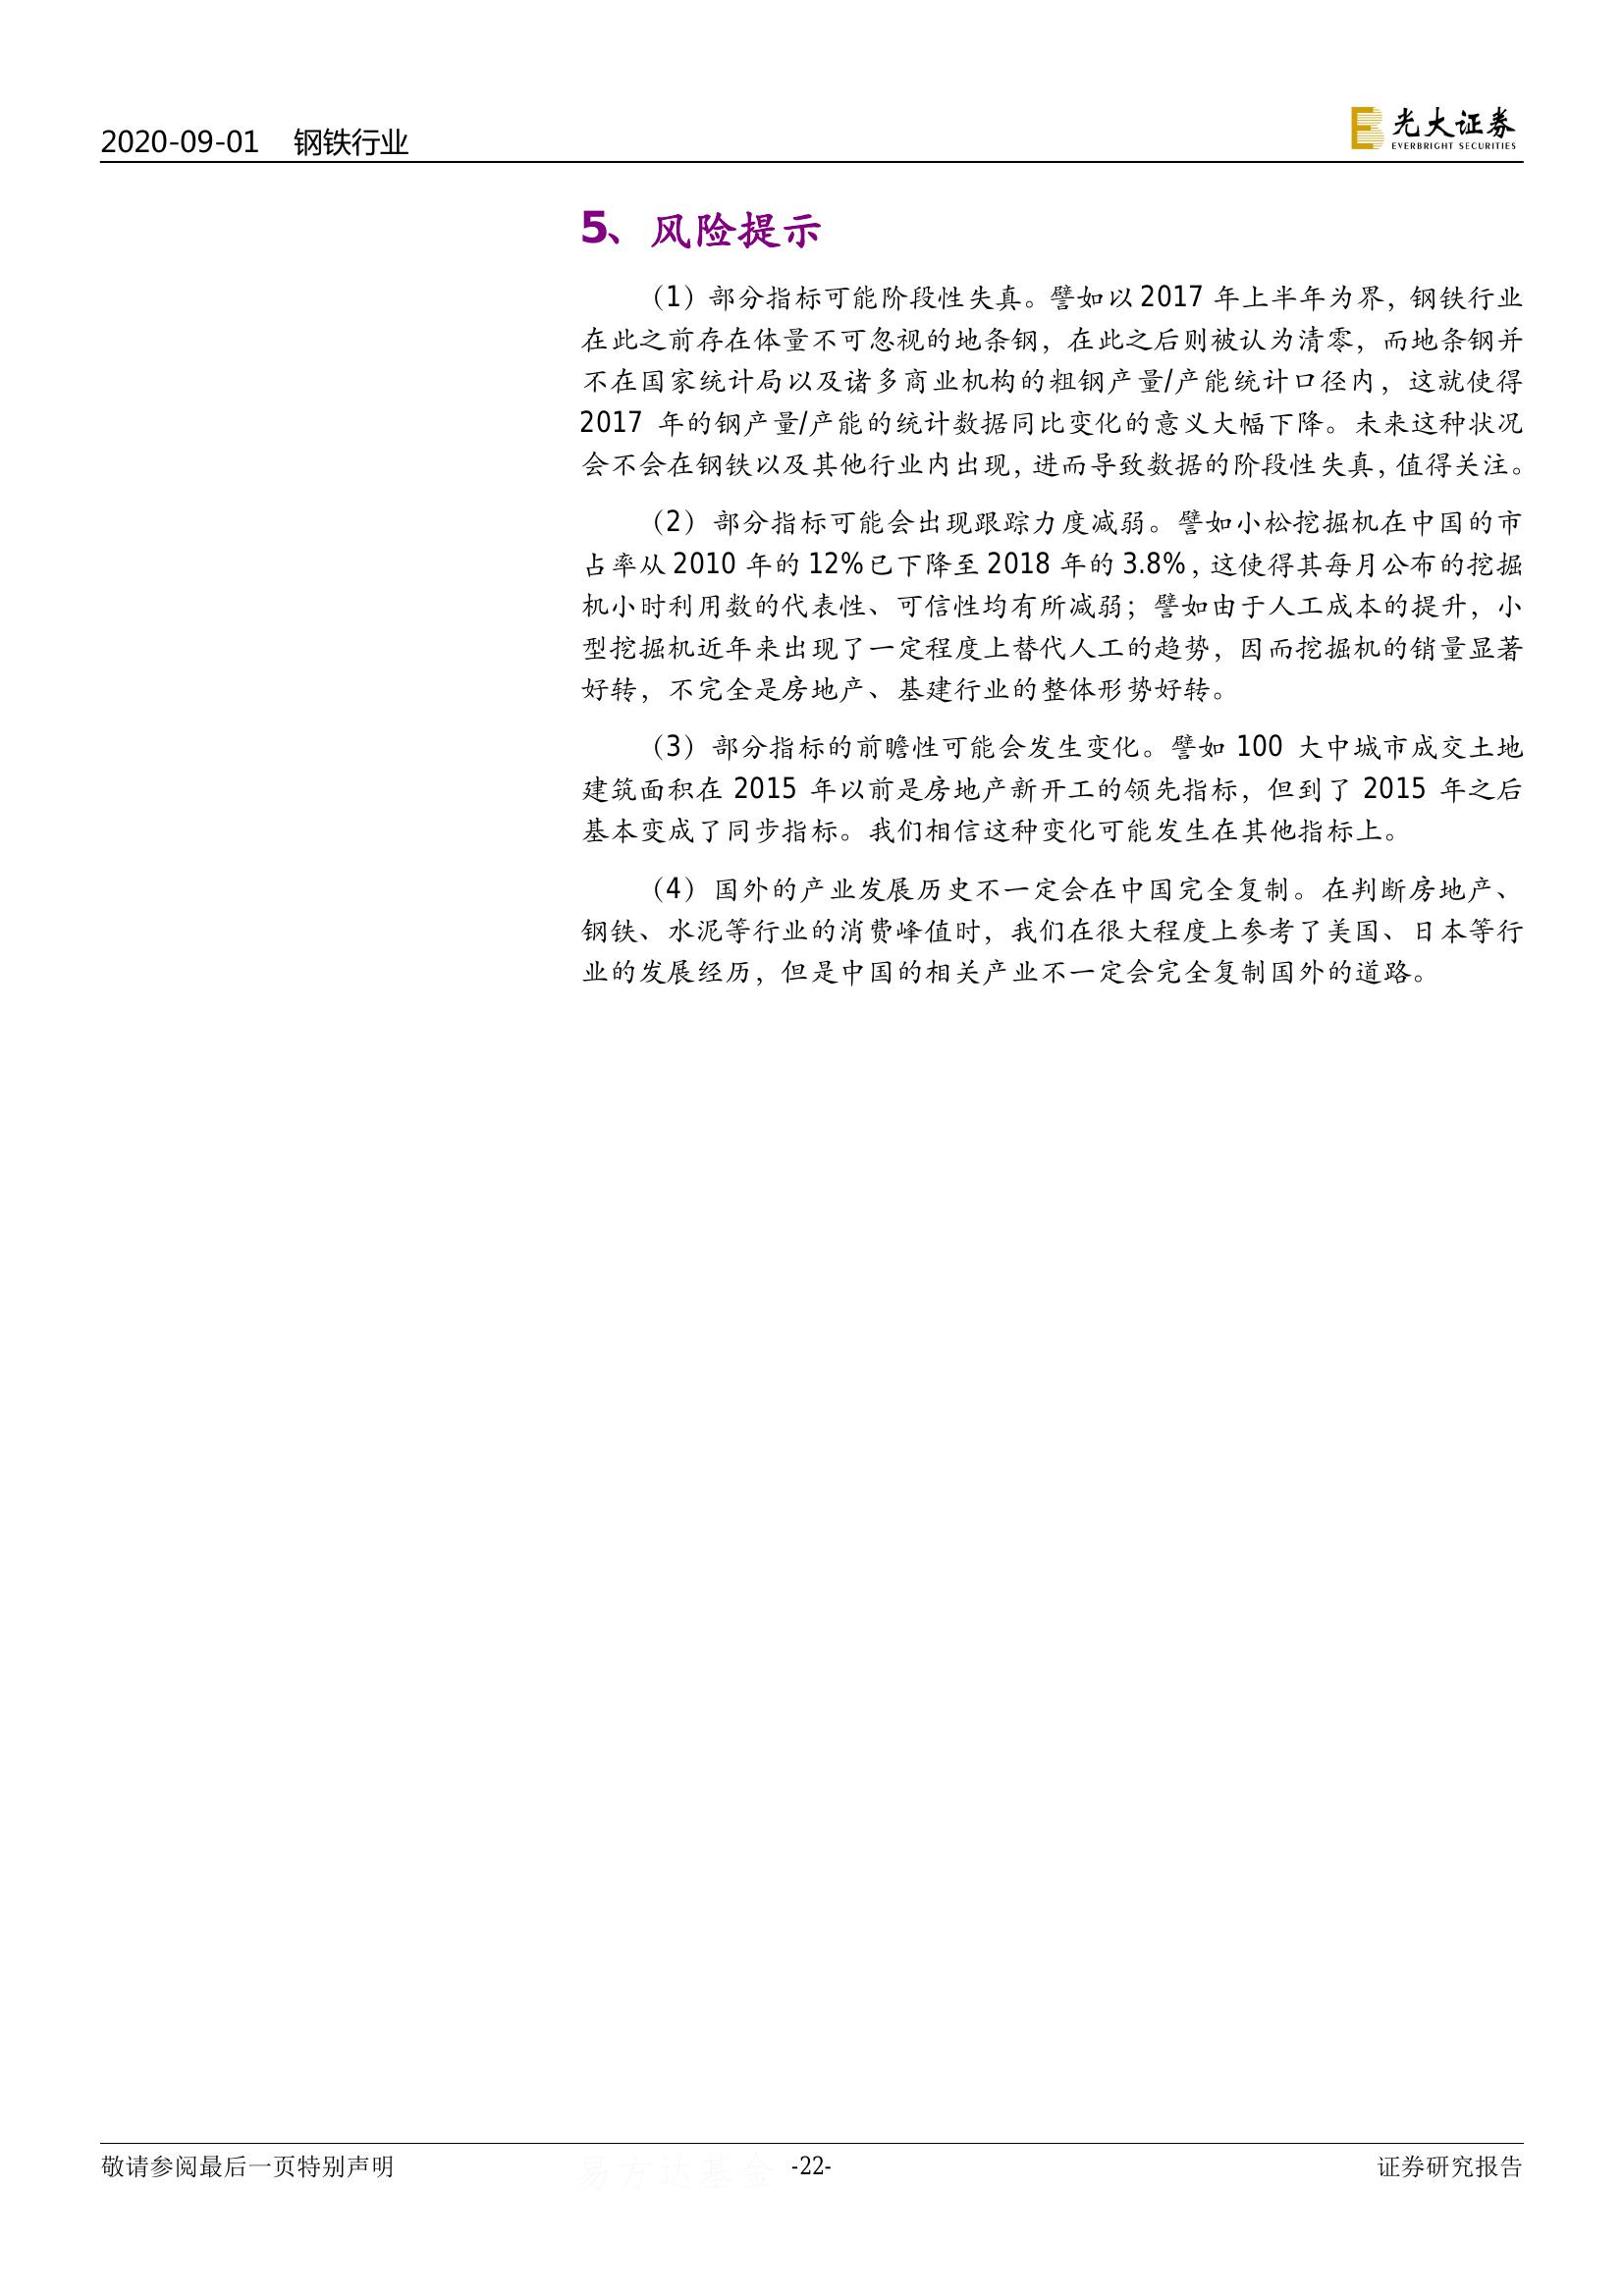 2020-09-01 钢铁行业
光大证券
EVERBRIGHT SECURITIES
5、风险提示
（1）部分指标可能阶段性失真。譬如以 2017 年上半年为界，钢铁行业
在此之前存在体量不可忽视的地条钢，在此之后则被认为清零，而地条钢并
不在国家统计局以及诸多商业机构的粗钢产量/产能统计口径内，这就使得
2017 年的钢产量/产能的统计数据同比变化的意义大幅下降。未来这种状况
会不会在钢铁以及其他行业内出现，进而导致数据的阶段性失真，值得关注。
（2）部分指标可能会出现跟踪力度减弱。譬如小松挖掘机在中国的市
占率从 2010 年的 12%已下降至 2018 年的 3.8%，这使得其每月公布的挖掘
机小时利用数的代表性、可信性均有所减弱；譬如由于人工成本的提升，小
型挖掘机近年来出现了一定程度上替代人工的趋势，因而挖掘机的销量显著
好转，不完全是房地产、基建行业的整体形势好转。
（3）部分指标的前瞻性可能会发生变化。譬如 100 大中城市成交土地
建筑面积在 2015 年以前是房地产新开工的领先指标，但到了 2015 年之后
基本变成了同步指标。我们相信这种变化可能发生在其他指标上。
（4）国外的产业发展历史不一定会在中国完全复制。在判断房地产、
钢铁、水泥等行业的消费峰值时，我们在很大程度上参考了美国、日本等行
业的发展经历，但是中国的相关产业不一定会完全复制国外的道路。
敬请参阅最后一页特别声明
易方达基金
-22-
证券研究报告